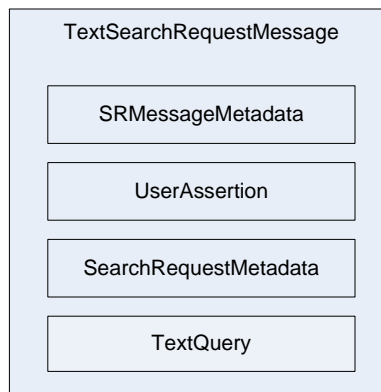 TextSearchRequestMessage
SRMessageMetadata
UserAssertion
SearchRequestMetadata
TextQuery